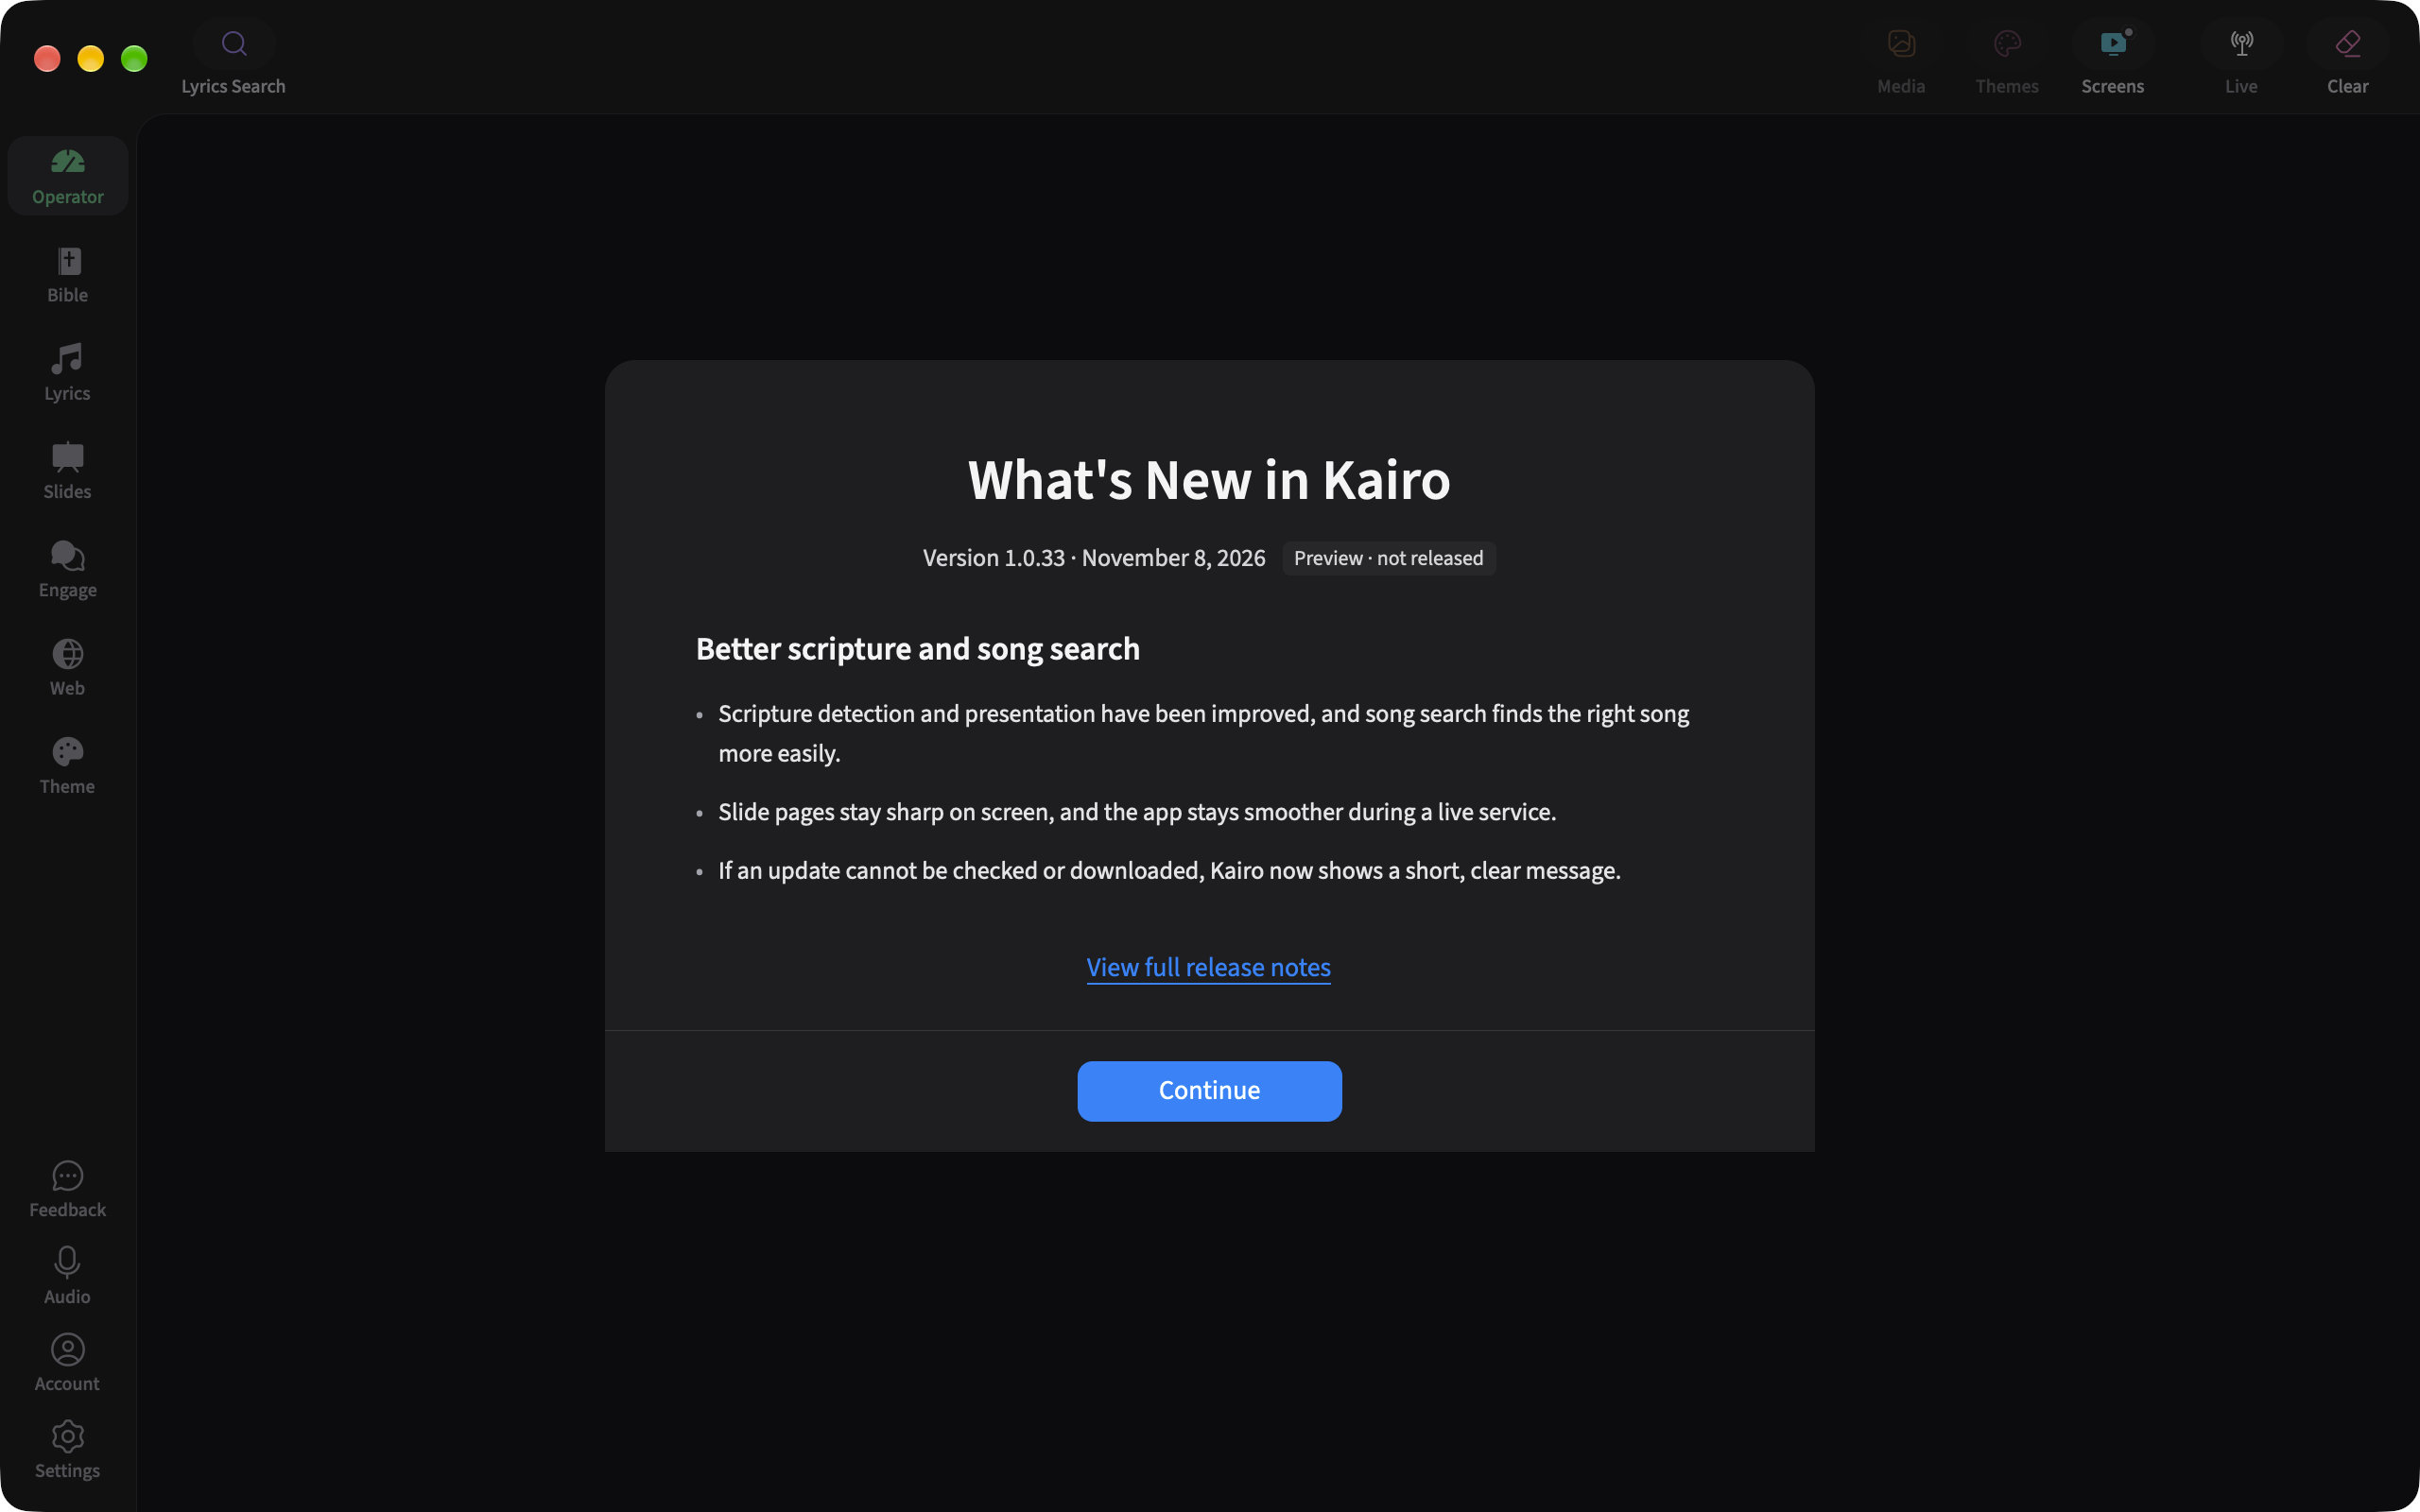 Lyrics Search
Media
Themes
Screens
Live
Clear
Operator
Bible
Lyrics
Slides
Engage
Web
Theme
Feedback
Audio
Account
Settings
What's New in Kairo
Version 1.0.33 · November 8, 2026
Preview · not released
Better scripture and song search
• Scripture detection and presentation have been improved, and song search finds the right song
more easily.
• Slide pages stay sharp on screen, and the app stays smoother during a live service.
• If an update cannot be checked or downloaded, Kairo now shows a short, clear message.
View full release notes
Continue